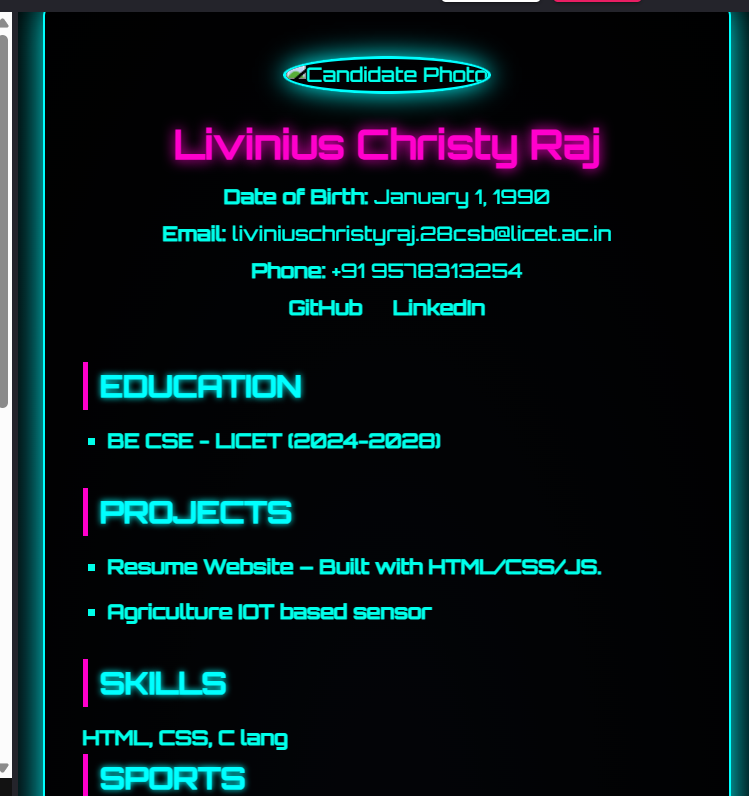 Candidate Photo
Livinius Christy Raj
Date of Birth: January 1, 1990
Email: liviniuschristyraj.28csb@licet.ac.in
Phone: +91 9578313254
GitHub LinkedIn
EDUCATION
BE CSE - LICET (2024-2028)
PROJECTS
Resume Website – Built with HTML/CSS/JS.
Agriculture IOT based sensor
SKILLS
HTML, CSS, C lang
SPORTS